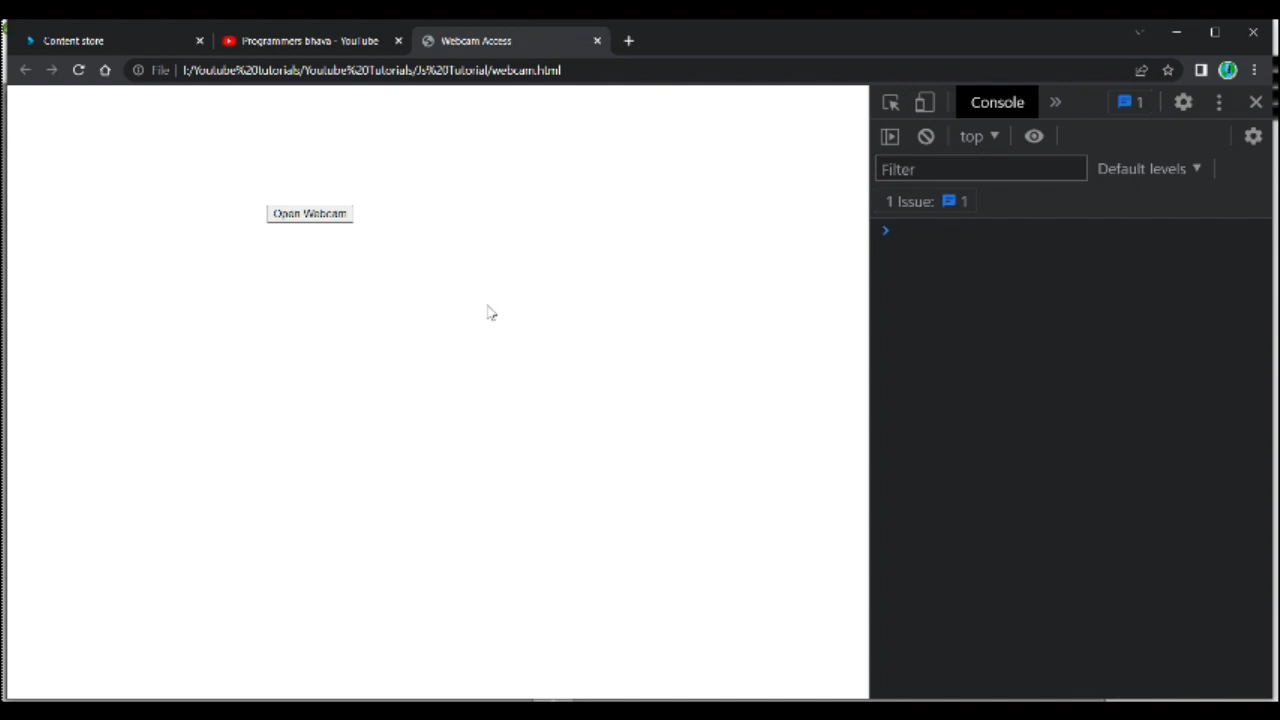 Content store
Programmers bhava - YouTube
Webcam Access
File
I:/Youtube%20tutorials/Youtube%20Tutorials/Js%20Tutorial/webcam.html
Console
1
top
Filter
Default levels
1 Issue: 1
Open Webcam